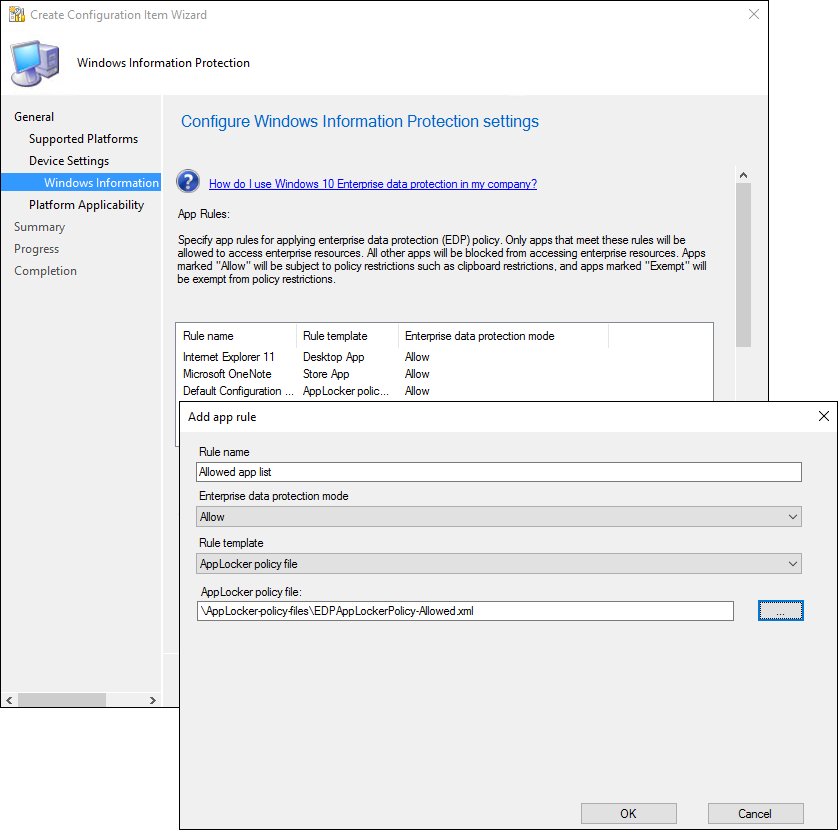 Create Configuration Item Wizard
Windows Information Protection
General
Supported Platforms
Device Settings
Windows Information
Platform Applicability
Summary
Progress
Completion
Configure Windows Information Protection settings
How do I use Windows 10 Enterprise data protection in my company?
App Rules:
Specify app rules for applying enterprise data protection (EDP) policy. Only apps that meet these rules will be
allowed to access enterprise resources. All other apps will be blocked from accessing enterprise resources. Apps
marked "Allow" will be subject to policy restrictions such as clipboard restrictions, and apps marked "Exempt" will
be exempt from policy restrictions.
Rule name Rule template Enterprise data protection mode
Internet Explorer 11 Desktop App Allow
Microsoft OneNote Store App Allow
Default Configuration ... AppLocker polic... Allow
Add app rule
Rule name
Allowed app list
Enterprise data protection mode
Allow
Rule template
AppLocker policy file
AppLocker policy file:
\AppLocker-policy-files\EDPAppLockerPolicy-Allowed.xml
...
OK Cancel